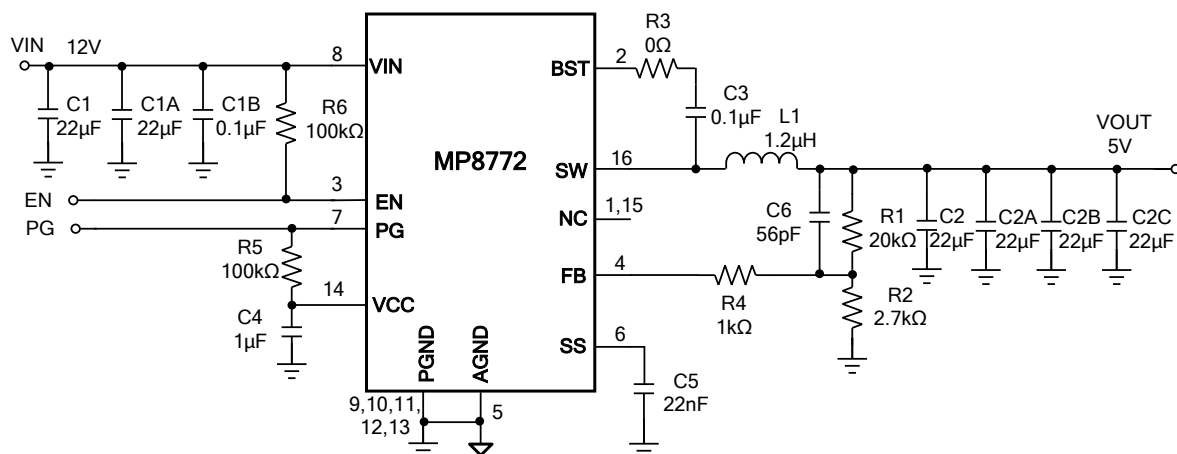 VIN
12V
8
VIN
C1
22µF
C1A
22µF
C1B
0.1µF
R6
100kΩ
EN
3
EN
PG
7
PG
R5
100kΩ
14
VCC
C4
1µF
MP8772
PGND
AGND
9,10,11,
12,13
5
BST
2
R3
0Ω
C3
0.1µF
SW
16
L1
1.2µH
NC
1,15
FB
4
R4
1kΩ
C6
56pF
R1
20kΩ
R2
2.7kΩ
SS
6
C5
22nF
C2
22µF
C2A
22µF
C2B
22µF
C2C
22µF
VOUT
5V